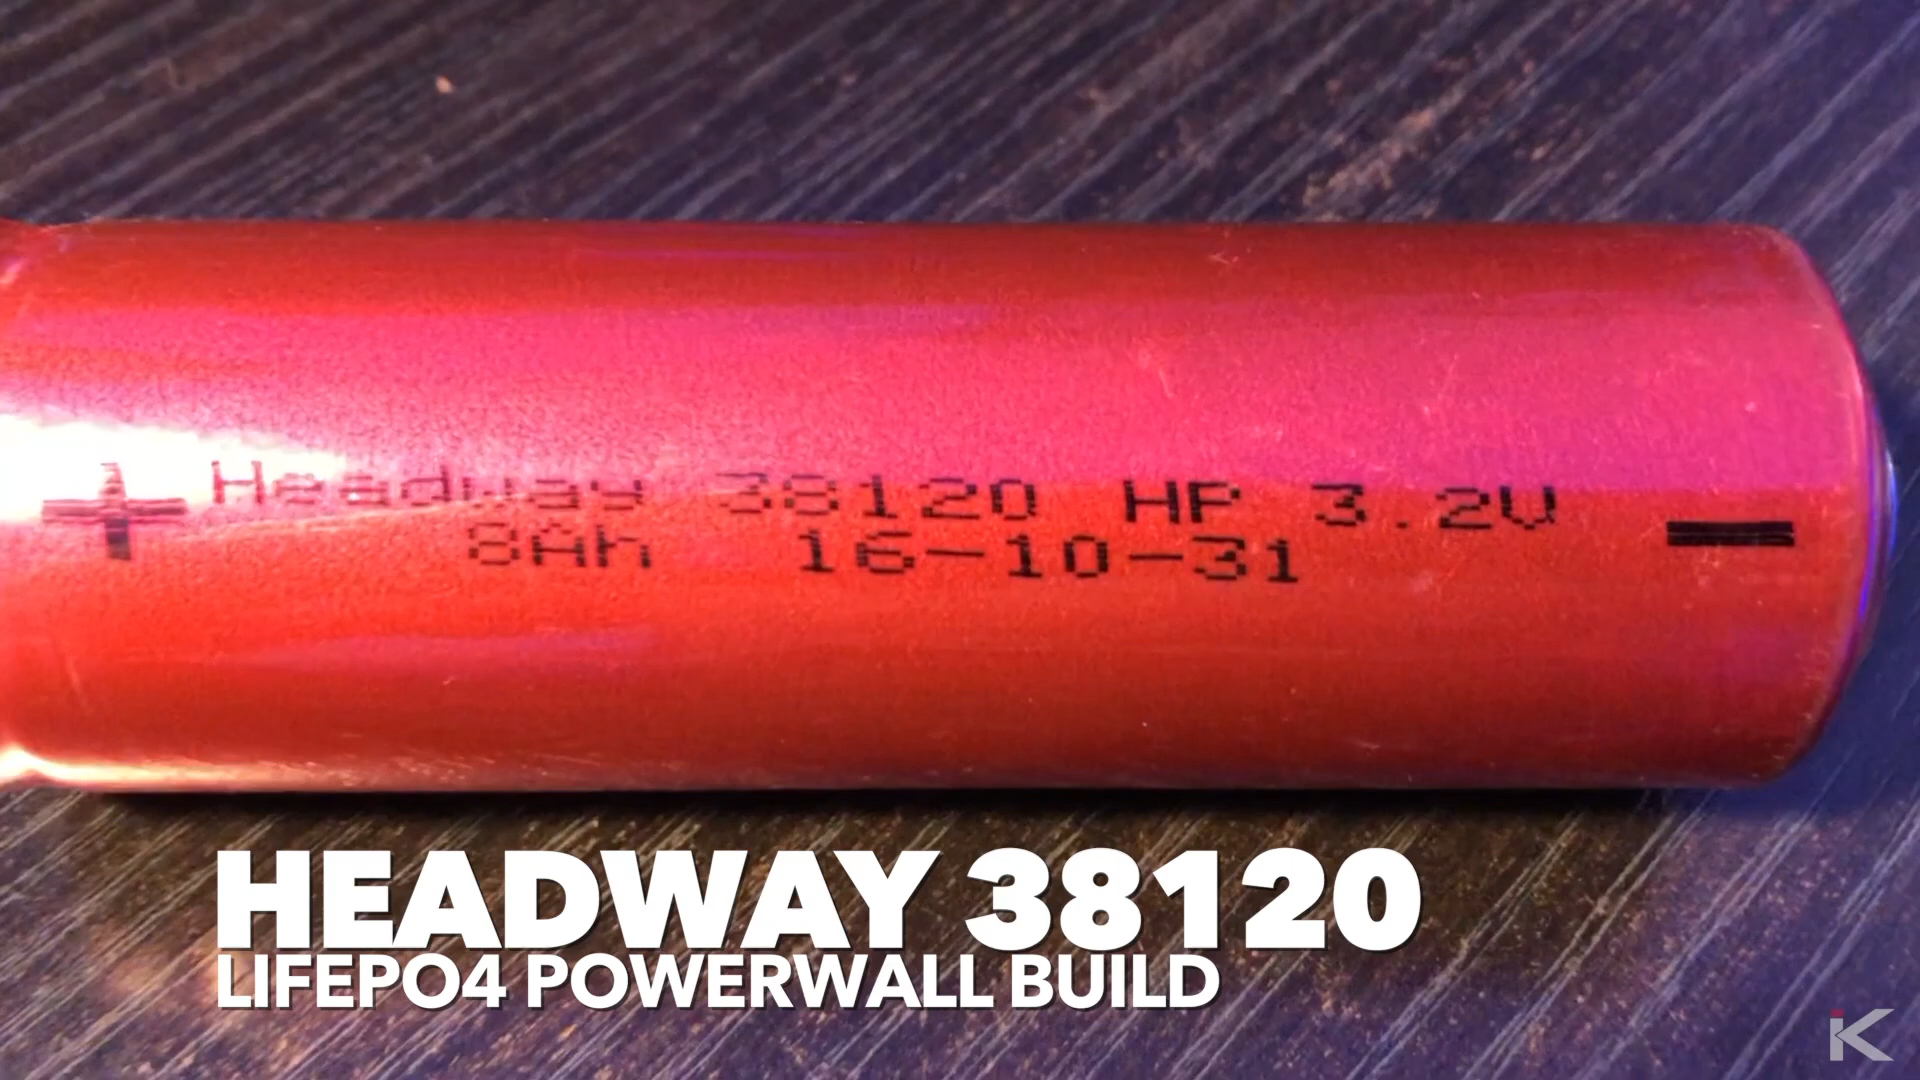 + Headway 38120 HP 3.2V —
8Ah 16-10-31
HEADWAY 38120
LIFEPO4 POWERWALL BUILD
K